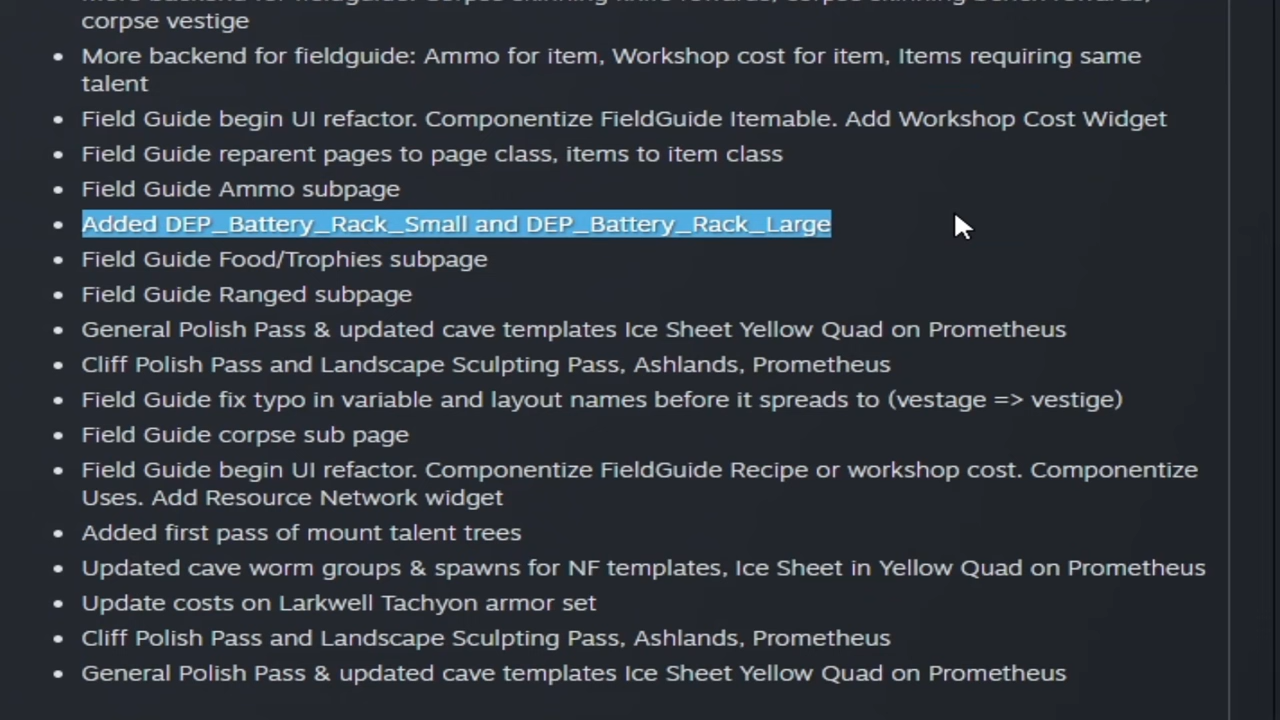 corpse vestige
More backend for fieldguide: Ammo for item, Workshop cost for item, Items requiring same
talent
Field Guide begin UI refactor. Componentize FieldGuide Itemable. Add Workshop Cost Widget
Field Guide reparent pages to page class, items to item class
Field Guide Ammo subpage
Added DEP_Battery_Rack_Small and DEP_Battery_Rack_Large
Field Guide Food/Trophies subpage
Field Guide Ranged subpage
General Polish Pass & updated cave templates Ice Sheet Yellow Quad on Prometheus
Cliff Polish Pass and Landscape Sculpting Pass, Ashlands, Prometheus
Field Guide fix typo in variable and layout names before it spreads to (vestage => vestige)
Field Guide corpse sub page
Field Guide begin UI refactor. Componentize FieldGuide Recipe or workshop cost. Componentize
Uses. Add Resource Network widget
Added first pass of mount talent trees
Updated cave worm groups & spawns for NF templates, Ice Sheet in Yellow Quad on Prometheus
Update costs on Larkwell Tachyon armor set
Cliff Polish Pass and Landscape Sculpting Pass, Ashlands, Prometheus
General Polish Pass & updated cave templates Ice Sheet Yellow Quad on Prometheus